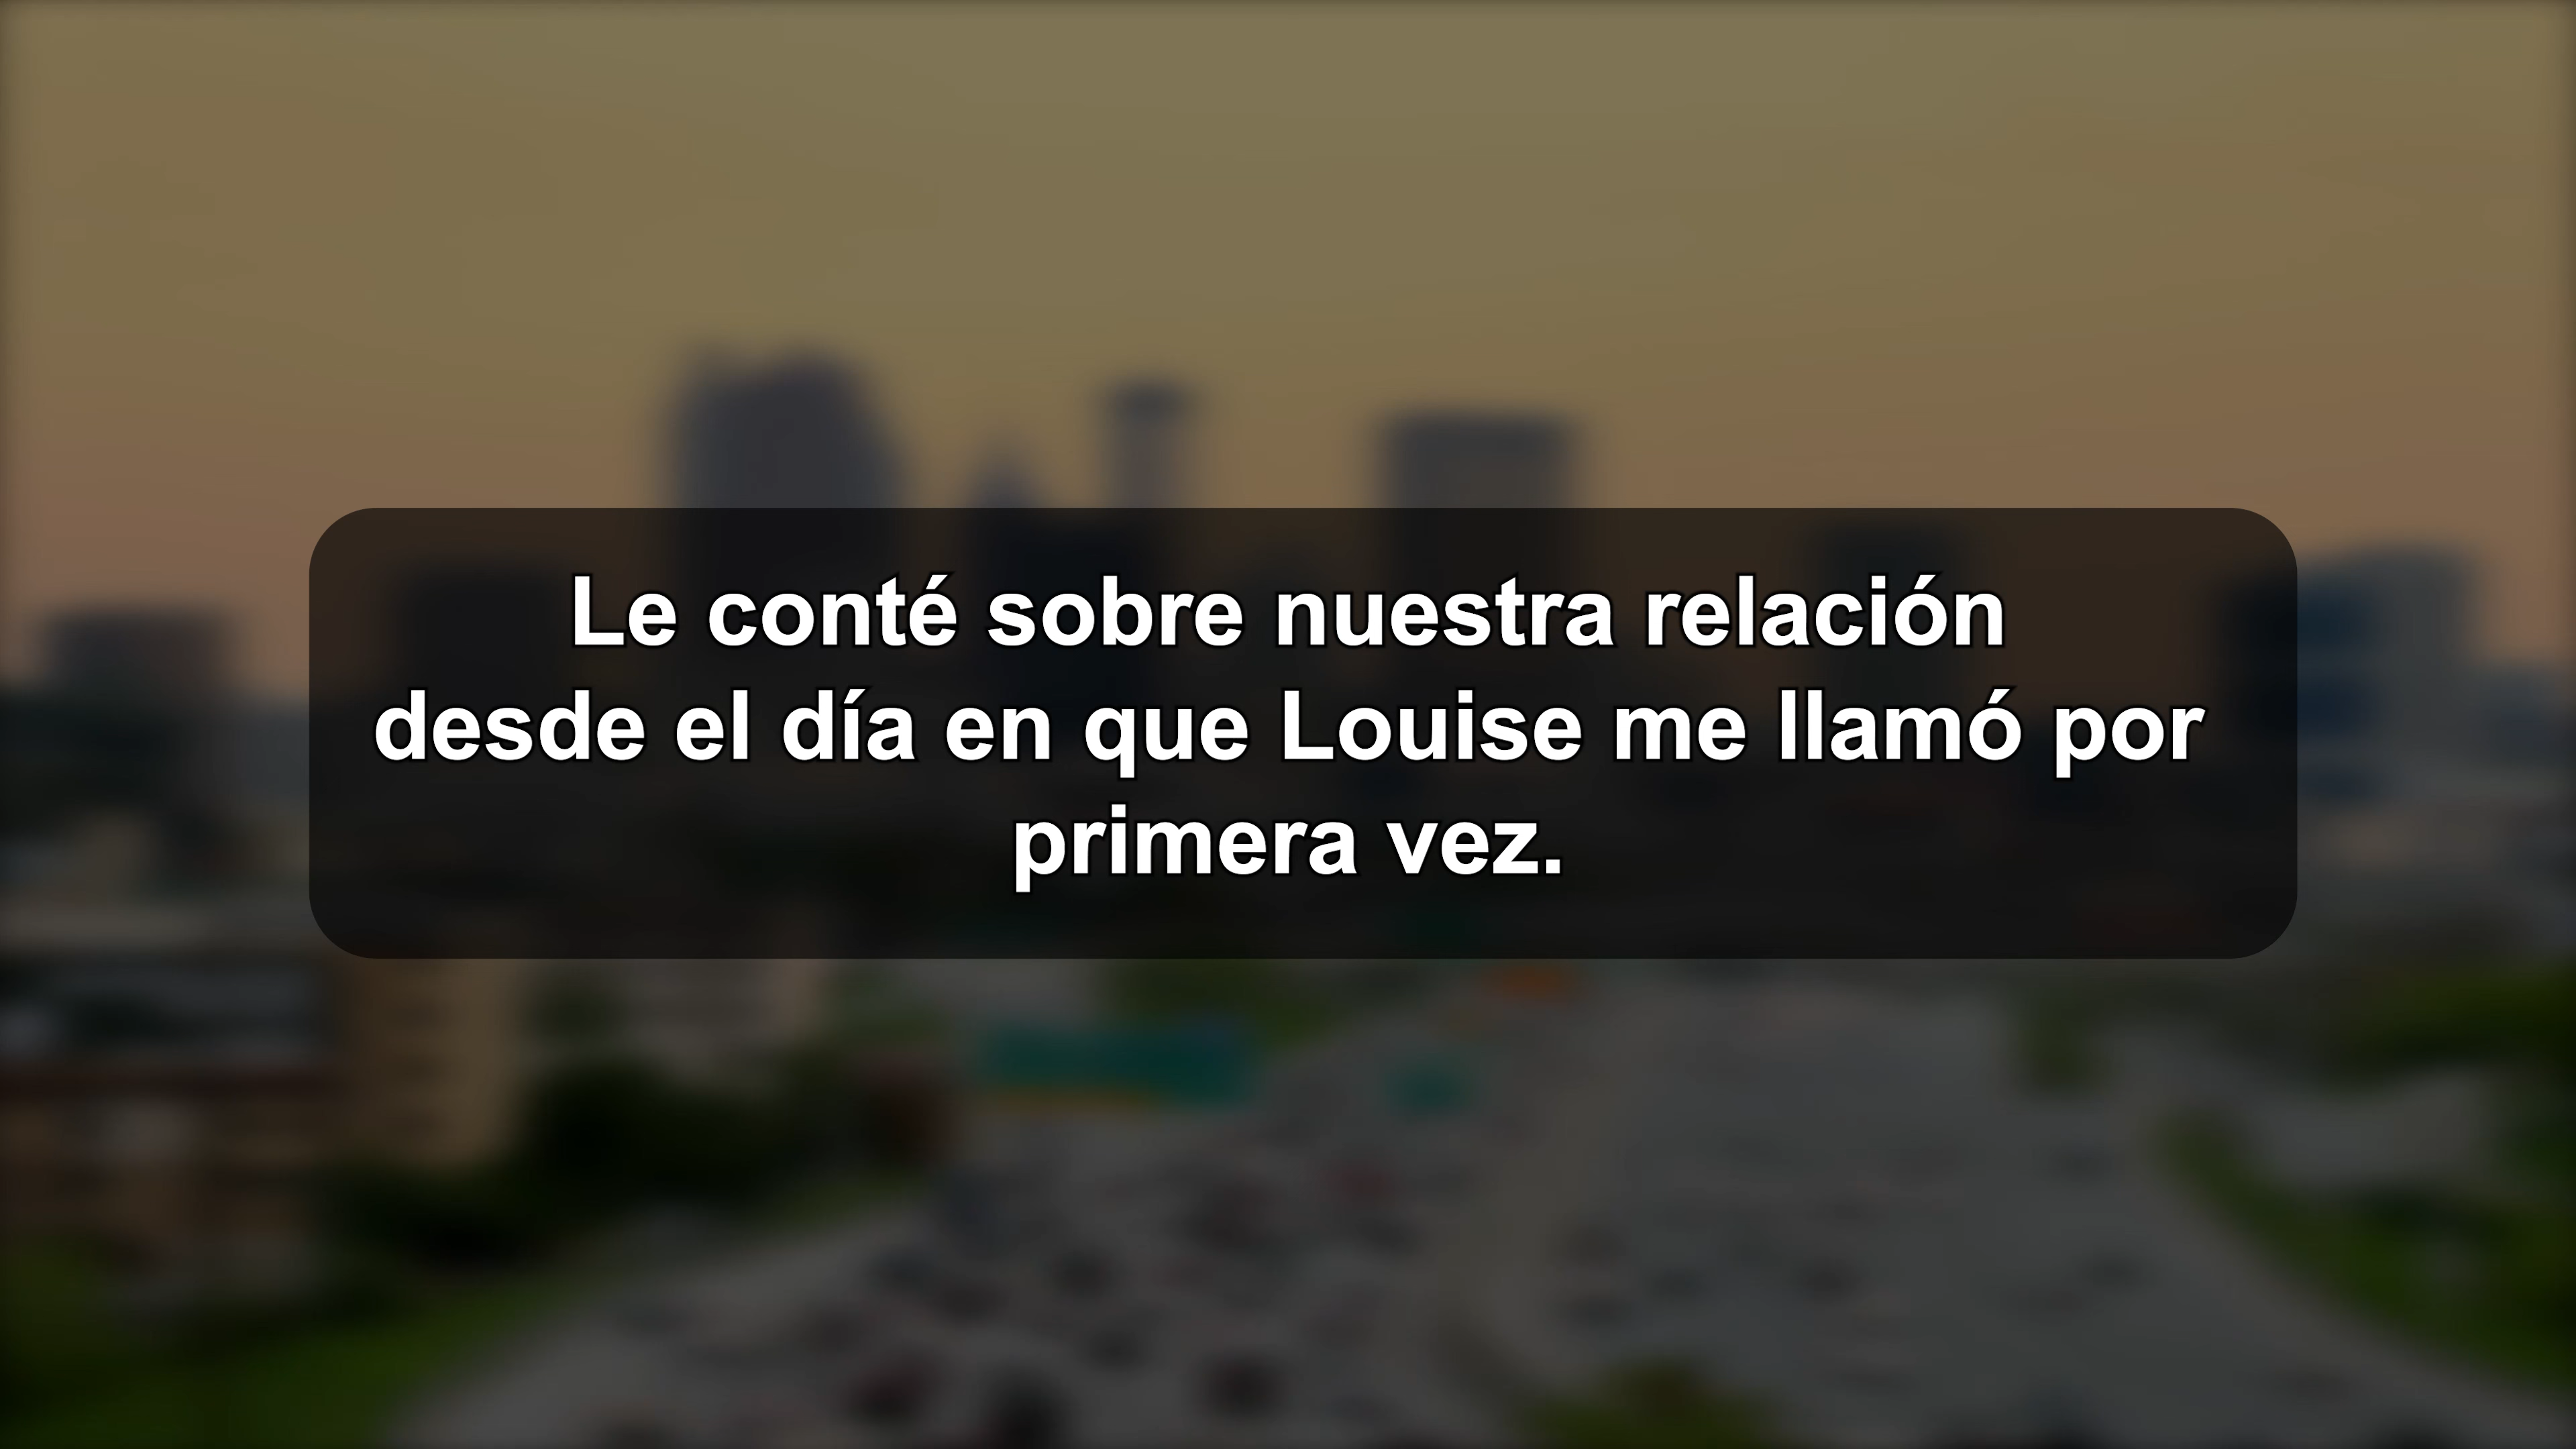 Le conté sobre nuestra relación
desde el día en que Louise me llamó por
primera vez.